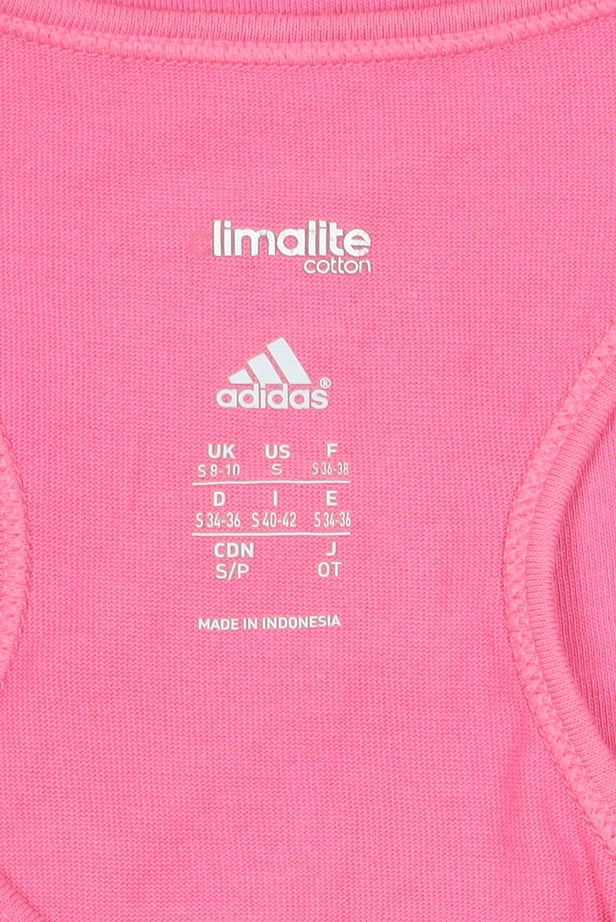 climalite
cotton
adidas®
UK US F
S 8-10 S S 36-38
D I E
S 34-36 S 40-42 S 34-36
CDN J
S/P OT
MADE IN INDONESIA